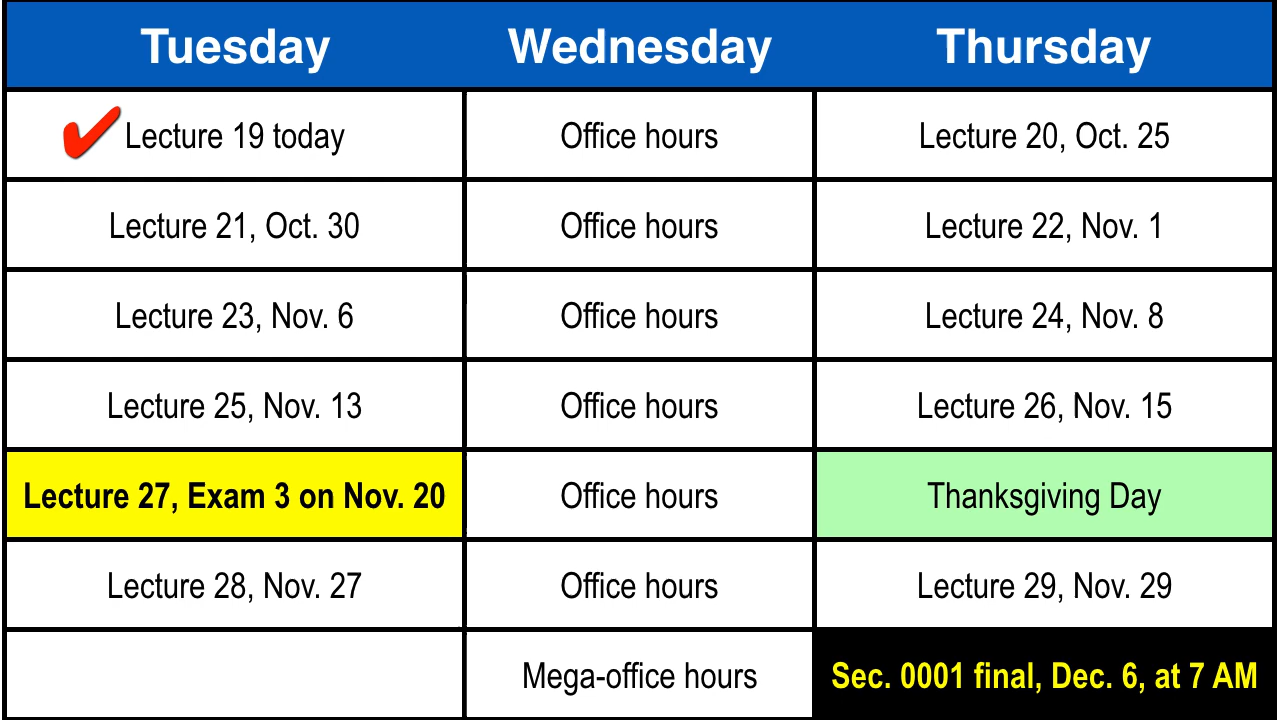 Tuesday Wednesday Thursday
Lecture 19 today Office hours Lecture 20, Oct. 25
Lecture 21, Oct. 30 Office hours Lecture 22, Nov. 1
Lecture 23, Nov. 6 Office hours Lecture 24, Nov. 8
Lecture 25, Nov. 13 Office hours Lecture 26, Nov. 15
Lecture 27, Exam 3 on Nov. 20 Office hours Thanksgiving Day
Lecture 28, Nov. 27 Office hours Lecture 29, Nov. 29
Mega-office hours Sec. 0001 final, Dec. 6, at 7 AM